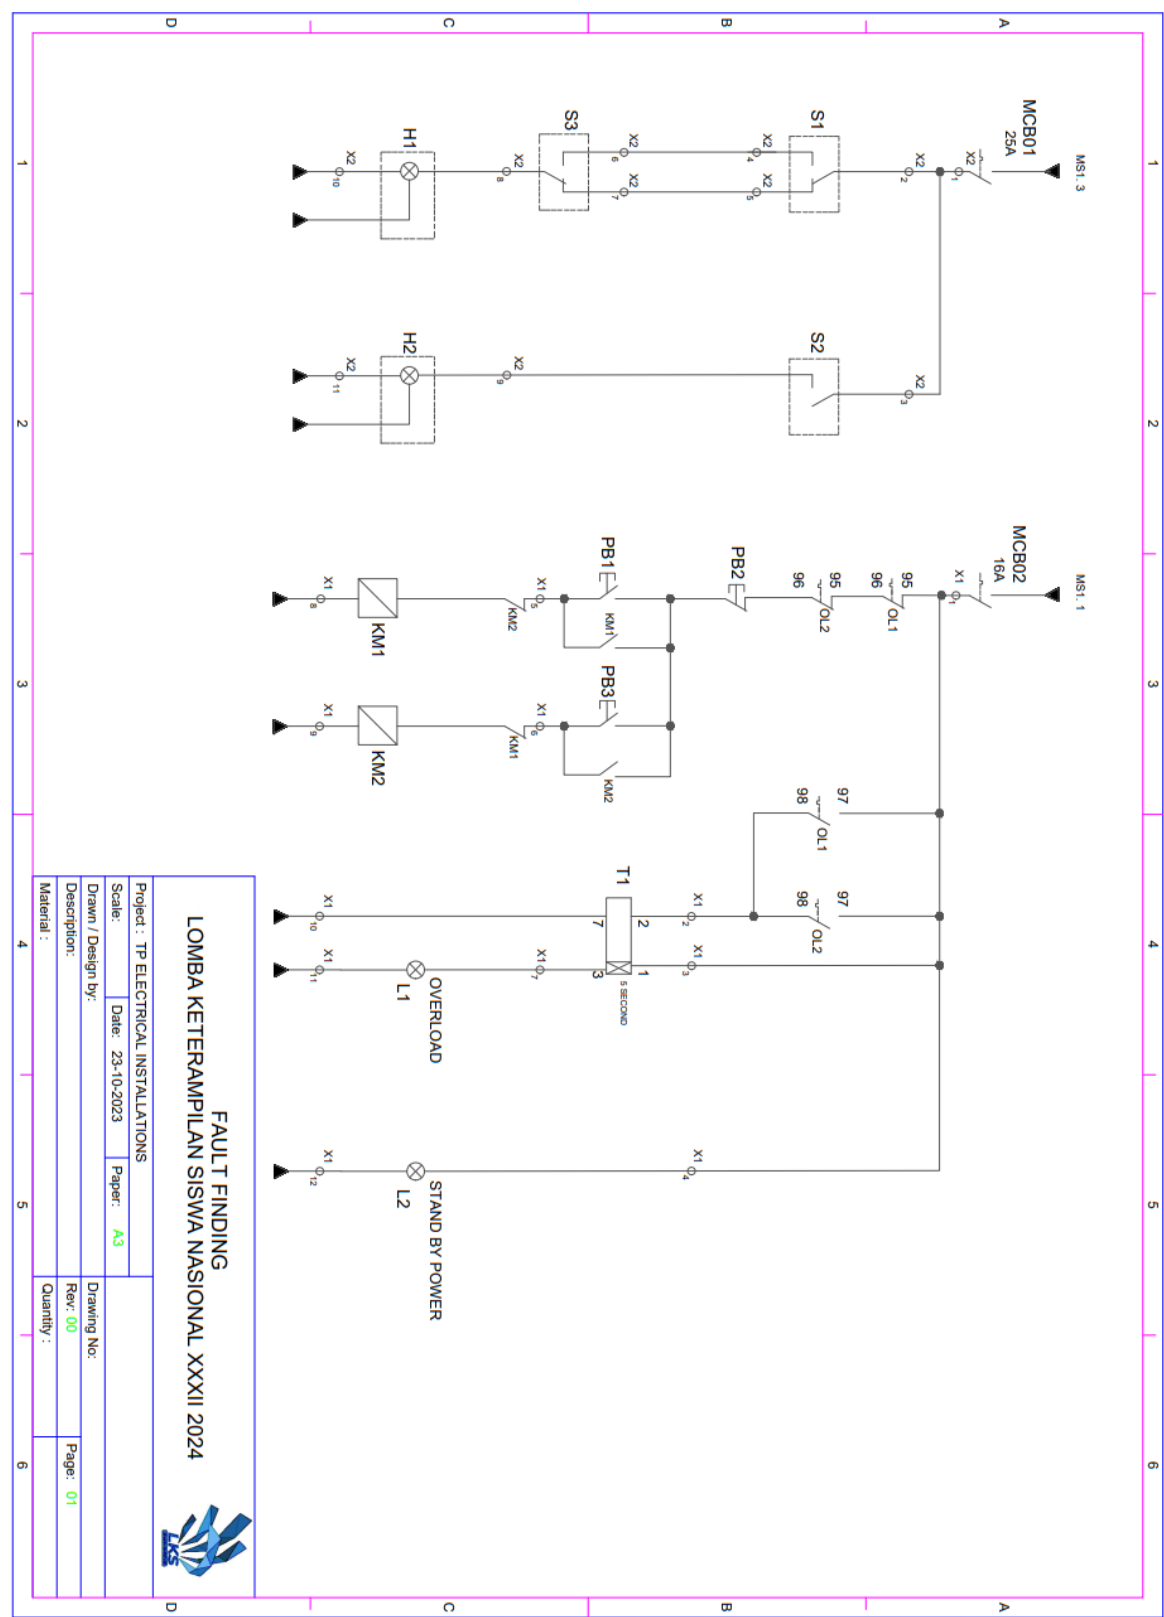 1
2
3
4
5
6
A
A
MS1. 3
MCB01
25A
X2
1
X2
2
X2
3
MS1. 1
MCB02
16A
X1
1
95
96
OL1
95
96
OL2
97
98
OL1
97
98
OL2
B
B
S1
S2
X2
4
X2
5
X2
6
X2
7
PB2
PB1
KM1
PB3
KM2
X1
2
X1
3
X1
4
T1
2
7
1
3
5 SECOND
C
C
S3
X2
8
X2
9
X1
5
KM2
X1
6
KM1
X1
7
H1
H2
KM1
KM2
OVERLOAD
L1
STAND BY POWER
L2
X2
10
X2
11
X1
8
X1
9
X1
10
X1
11
X1
12
D
D
FAULT FINDING
LOMBA KETERAMPILAN SISWA NASIONAL XXXII 2024
LKS
Project : TP ELECTRICAL INSTALLATIONS
Scale:
Date: 23-10-2023
Paper: A3
Drawn / Design by:
Drawing No:
Description:
Rev: 00
Page: 01
Material :
Quantity :
1
2
3
4
5
6